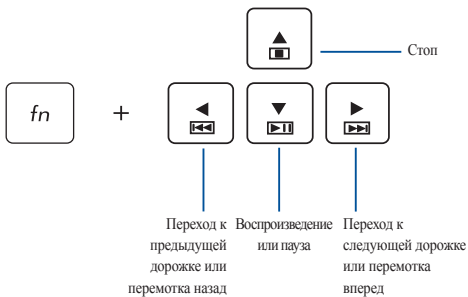 Стоп
fn +
Переход к
предыдущей
дорожке или
перемотка назад
Воспроизведение
или пауза
Переход к
следующей дорожке
или перемотка
вперед